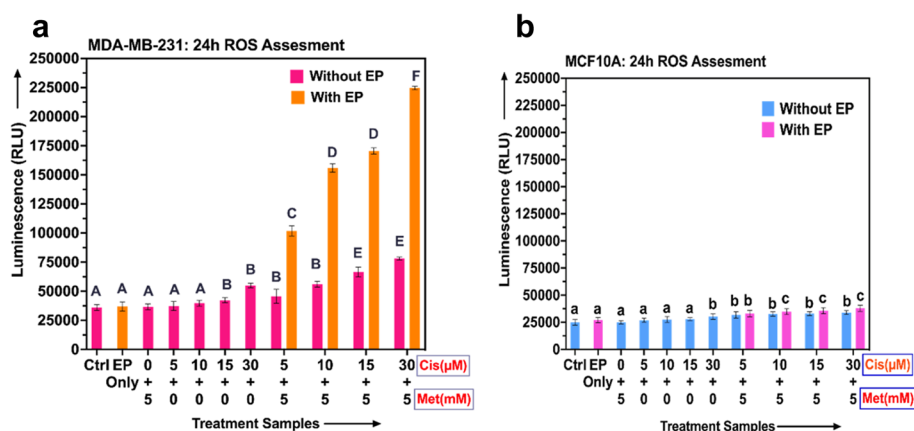 a
MDA-MB-231: 24h ROS Assesment
Luminescence (RLU)
250000
225000
200000
175000
150000
125000
100000
75000
50000
25000
0
Without EP
With EP
A A A A A B B B C B D E D E F
Ctrl EP 0 5 10 15 30 5 10 15 30 Cis(µM)
Only + + + + + + + + +
5 0 0 0 0 5 5 5 5 Met(mM)
Treatment Samples
b
MCF10A: 24h ROS Assesment
Luminescence (RLU)
250000
225000
200000
175000
150000
125000
100000
75000
50000
25000
0
Without EP
With EP
a a a a a a b b b b c b c b c
Ctrl EP 0 5 10 15 30 5 10 15 30 Cis(µM)
Only + + + + + + + + +
5 0 0 0 0 5 5 5 5 Met(mM)
Treatment Samples